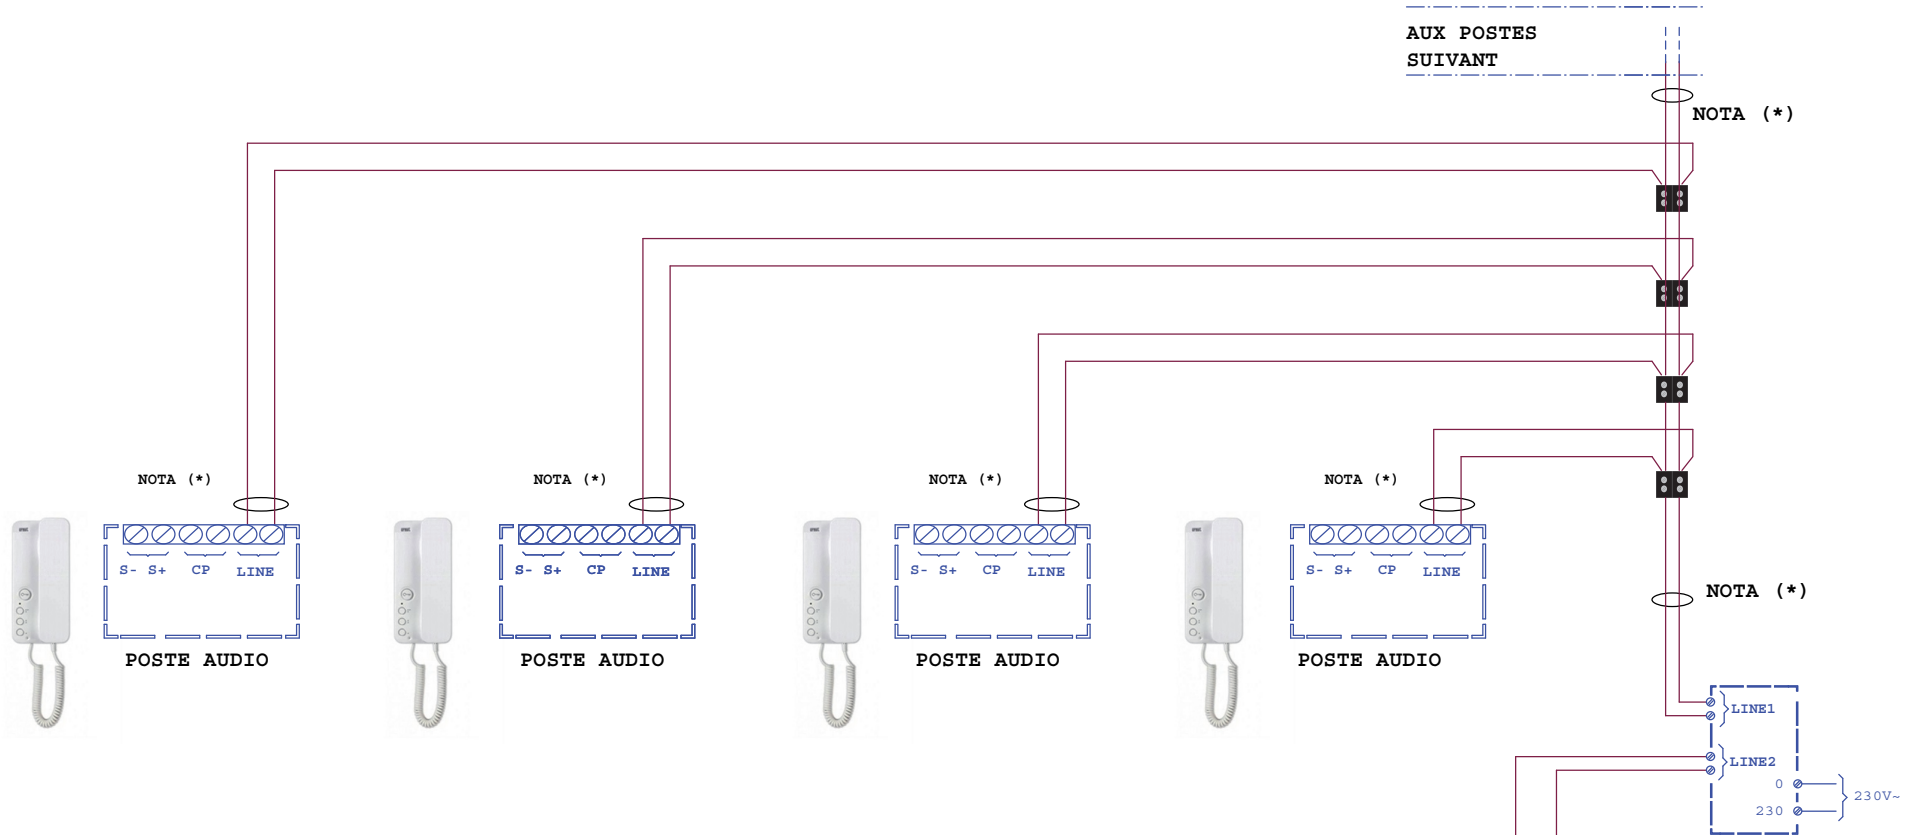 AUX POSTES
SUIVANT
NOTA (*)
NOTA (*) NOTA (*) NOTA (*) NOTA (*)
S- S+ CP LINE S- S+ CP LINE S- S+ CP LINE S- S+ CP LINE
NOTA (*)
POSTE AUDIO POSTE AUDIO POSTE AUDIO POSTE AUDIO
LINE1
LINE2
0
230V~
230